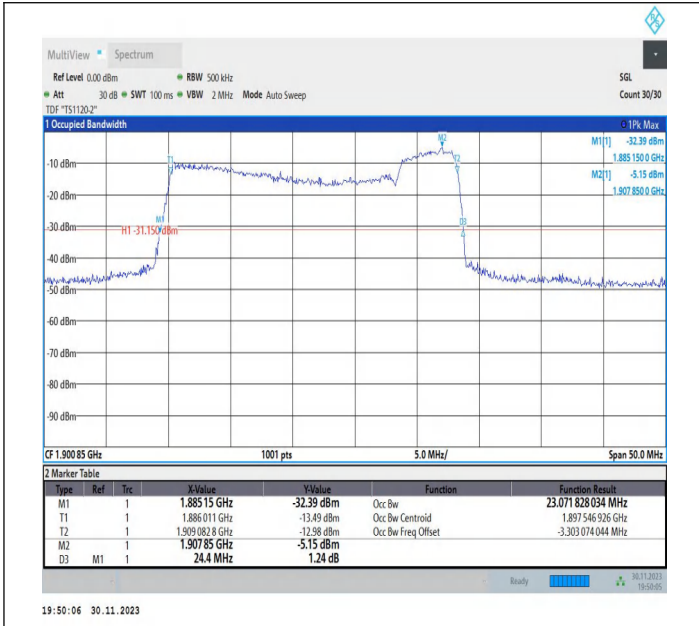 MultiView Spectrum
Ref Level 0.00 dBm RBW 500 kHz SGL
Att 30 dB SWT 100 ms VBW 2 MHz Mode Auto Sweep Count 30/30
TDF "TS1120-2"
1 Occupied Bandwidth 1Pk Max
M1[1] -32.39 dBm
1.885 150 0 GHz
M2[1] -5.15 dBm
1.907 850 0 GHz
M2
T1
T2
-10 dBm
-20 dBm
M1
D3
-30 dBm
H1 -31.150 dBm
-40 dBm
-50 dBm
-60 dBm
-70 dBm
-80 dBm
-90 dBm
CF 1.900 85 GHz 1001 pts 5.0 MHz/ Span 50.0 MHz
2 Marker Table
Type Ref Trc X-Value Y-Value Function Function Result
M1 1 1.885 15 GHz -32.39 dBm Occ Bw 23.071 828 034 MHz
T1 1 1.886 011 GHz -13.49 dBm Occ Bw Centroid 1.897 546 926 GHz
T2 1 1.909 082 8 GHz -12.98 dBm Occ Bw Freq Offset -3.303 074 044 MHz
M2 1 1.907 85 GHz -5.15 dBm
D3 M1 1 24.4 MHz 1.24 dB
Ready 30.11.2023
19:50:05
19:50:06 30.11.2023